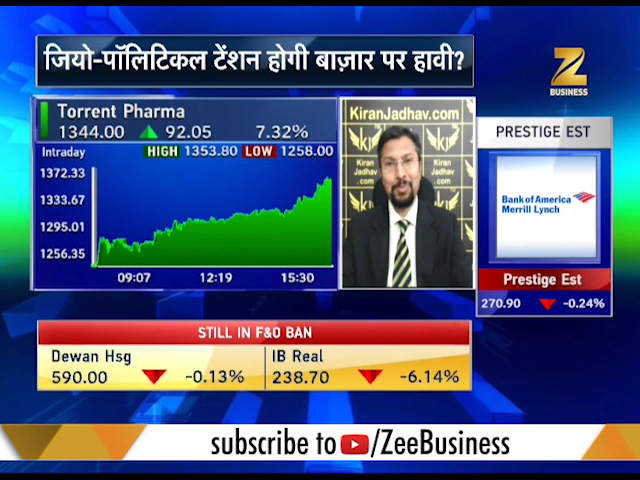 जियो-पॉलिटिकल टेंशन होगी बाज़ार पर हावी?
Z
BUSINESS
Torrent Pharma
1344.00 92.05 7.32%
Intraday HIGH 1353.80 LOW 1258.00
1372.33
1333.67
1295.01
1256.35
09:07 12:19 15:30
KiranJadhav.com
Kiran
Jadhav
.com
PRESTIGE EST
Bank of America
Merrill Lynch
Prestige Est
270.90 -0.24%
STILL IN F&O BAN
Dewan Hsg IB Real
590.00 -0.13% 238.70 -6.14%
subscribe to /ZeeBusiness